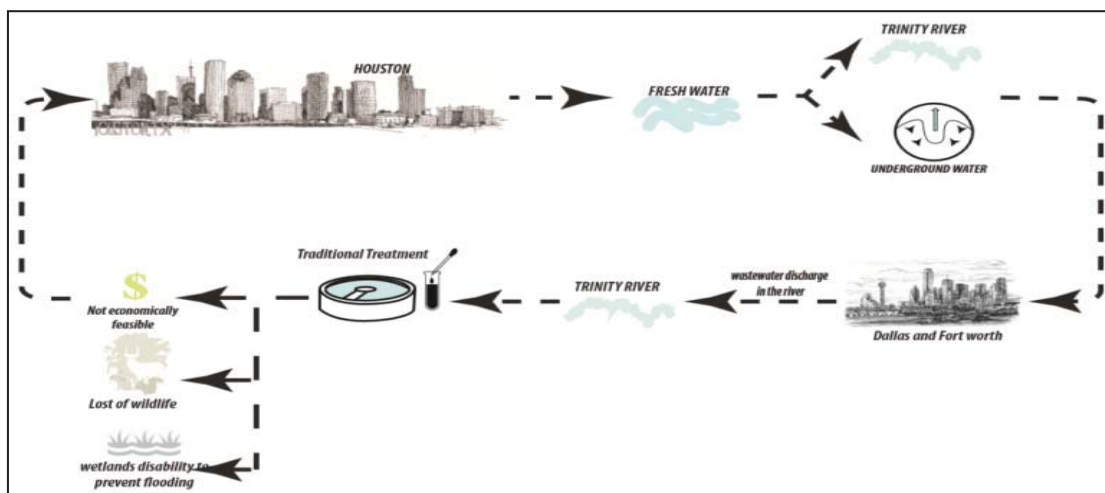 TRINITY RIVER
HOUSTON
FRESH WATER
UNDERGROUND WATER
Traditional Treatment
wastewater discharge
in the river
TRINITY RIVER
$
Not economically
feasible
Dallas and Fort worth
Lost of wildlife
wetlands disability to
prevent flooding